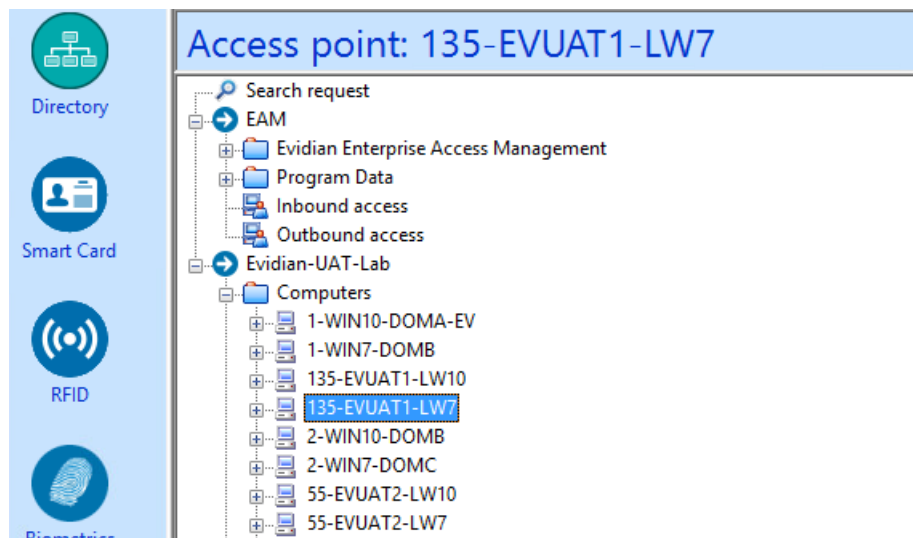 Access point: 135-EVUAT1-LW7
Directory
Smart Card
RFID
Biometrics
Search request
EAM
Evidian Enterprise Access Management
Program Data
Inbound access
Outbound access
Evidian-UAT-Lab
Computers
1-WIN10-DOMA-EV
1-WIN7-DOMB
135-EVUAT1-LW10
135-EVUAT1-LW7
2-WIN10-DOMB
2-WIN7-DOMC
55-EVUAT2-LW10
55-EVUAT2-LW7